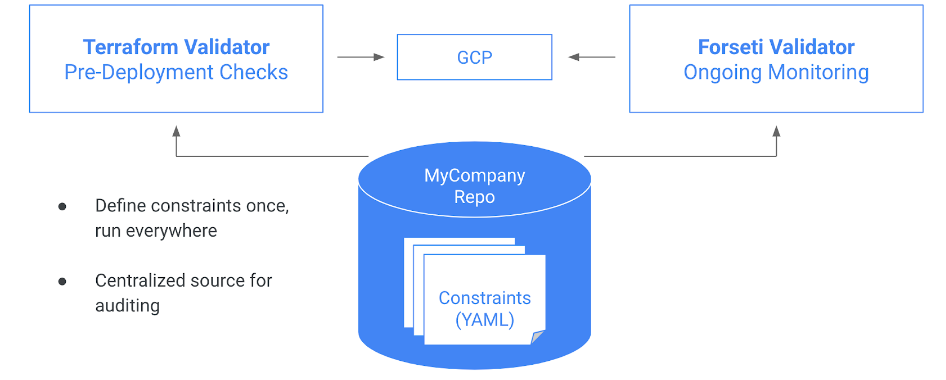 Terraform Validator
Pre-Deployment Checks
GCP
Forseti Validator
Ongoing Monitoring
MyCompany
Repo
● Define constraints once,
run everywhere
● Centralized source for
auditing
Constraints
(YAML)